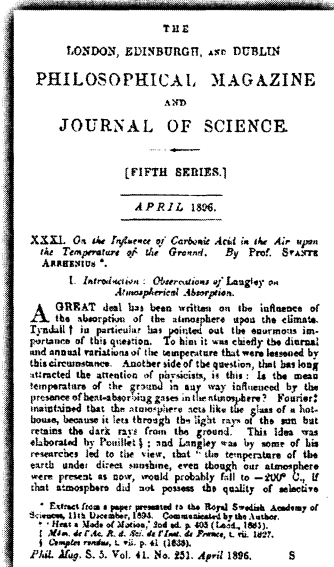 THE
LONDON, EDINBURGH, AND DUBLIN
PHILOSOPHICAL MAGAZINE
AND
JOURNAL OF SCIENCE.
[FIFTH SERIES.]
APRIL 1896.
XXXI. On the Influence of Carbonic Acid in the Air upon
the Temperature of the Ground. By Prof. SVANTE
ARRHENIUS *.
I. Introduction : Observations of Langley on
Atmospherical Absorption.
A GREAT deal has been written on the influence of
the absorption of the atmosphere upon the climate.
Tyndall † in particular has pointed out the enormous im-
portance of this question. To him it was chiefly the diurnal
and annual variations of the temperature that were lessened by
this circumstance. Another side of the question, that has long
attracted the attention of physicists, is this : Is the mean
temperature of the ground in any way influenced by the
presence of heat-absorbing gases in the atmosphere? Fourier‡
maintained that the atmosphere acts like the glass of a hot-
house, because it lets through the light rays of the sun but
retains the dark rays from the ground. This idea was
elaborated by Pouillet § ; and Langley was by some of his
researches led to the view, that " the temperature of the
earth under direct sunshine, even though our atmosphere
were present as now, would probably fall to −200° C., if
that atmosphere did not possess the quality of selective
* Extract from a paper presented to the Royal Swedish Academy of
Sciences, 11th December, 1895. Communicated by the Author.
† ' Heat a Mode of Motion,' 2nd ed. p. 405 (Lond., 1865).
‡ Mém. de l'Ac. R. d. Sci. de l'Inst. de France, t. vii. 1827.
§ Comptes rendus, t. vii. p. 41 (1838).
Phil. Mag. S. 5. Vol. 41. No. 251. April 1896. S